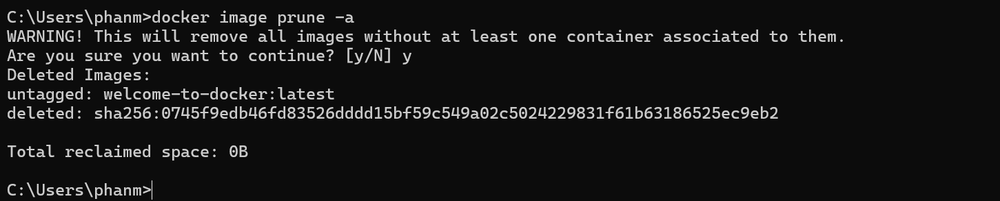 C:\Users\phanm>docker image prune -a
WARNING! This will remove all images without at least one container associated to them.
Are you sure you want to continue? [y/N] y
Deleted Images:
untagged: welcome-to-docker:latest
deleted: sha256:0745f9edb46fd83526dddd15bf59c549a02c5024229831f61b63186525ec9eb2
Total reclaimed space: 0B
C:\Users\phanm>